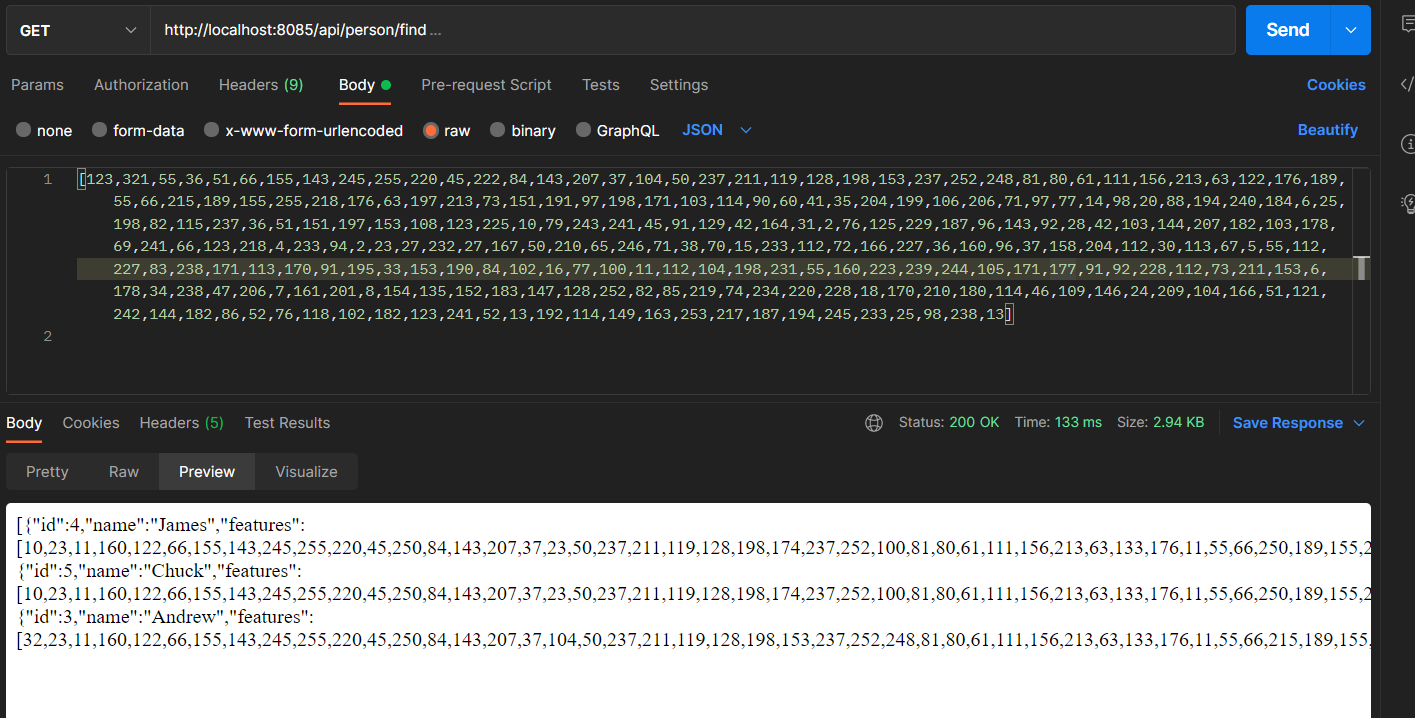 GET http://localhost:8085/api/person/find ... Send
Params Authorization Headers (9) Body Pre-request Script Tests Settings Cookies
none form-data x-www-form-urlencoded raw binary GraphQL JSON Beautify
1 [123,321,55,36,51,66,155,143,245,255,220,45,222,84,143,207,37,104,50,237,211,119,128,198,153,237,252,248,81,80,61,111,156,213,63,122,176,189,
55,66,215,189,155,255,218,176,63,197,213,73,151,191,97,198,171,103,114,90,60,41,35,204,199,106,206,71,97,77,14,98,20,88,194,240,184,6,25,
198,82,115,237,36,51,151,197,153,108,123,225,10,79,243,241,45,91,129,42,164,31,2,76,125,229,187,96,143,92,28,42,103,144,207,182,103,178,
69,241,66,123,218,4,233,94,2,23,27,232,27,167,50,210,65,246,71,38,70,15,233,112,72,166,227,36,160,96,37,158,204,112,30,113,67,5,55,112,
227,83,238,171,113,170,91,195,33,153,190,84,102,16,77,100,11,112,104,198,231,55,160,223,239,244,105,171,177,91,92,228,112,73,211,153,6,
178,34,238,47,206,7,161,201,8,154,135,152,183,147,128,252,82,85,219,74,234,220,228,18,170,210,180,114,46,109,146,24,209,104,166,51,121,
242,144,182,86,52,76,118,102,182,123,241,52,13,192,114,149,163,253,217,187,194,245,233,25,98,238,13]
2
Body Cookies Headers (5) Test Results Status: 200 OK Time: 133 ms Size: 2.94 KB Save Response
Pretty Raw Preview Visualize
[{"id":4,"name":"James","features":
[10,23,11,160,122,66,155,143,245,255,220,45,250,84,143,207,37,23,50,237,211,119,128,198,174,237,252,100,81,80,61,111,156,213,63,133,176,11,55,66,250,189,155,2
{"id":5,"name":"Chuck","features":
[10,23,11,160,122,66,155,143,245,255,220,45,250,84,143,207,37,23,50,237,211,119,128,198,174,237,252,100,81,80,61,111,156,213,63,133,176,11,55,66,250,189,155,2
{"id":3,"name":"Andrew","features":
[32,23,11,160,122,66,155,143,245,255,220,45,250,84,143,207,37,104,50,237,211,119,128,198,153,237,252,248,81,80,61,111,156,213,63,133,176,11,55,66,215,189,155,